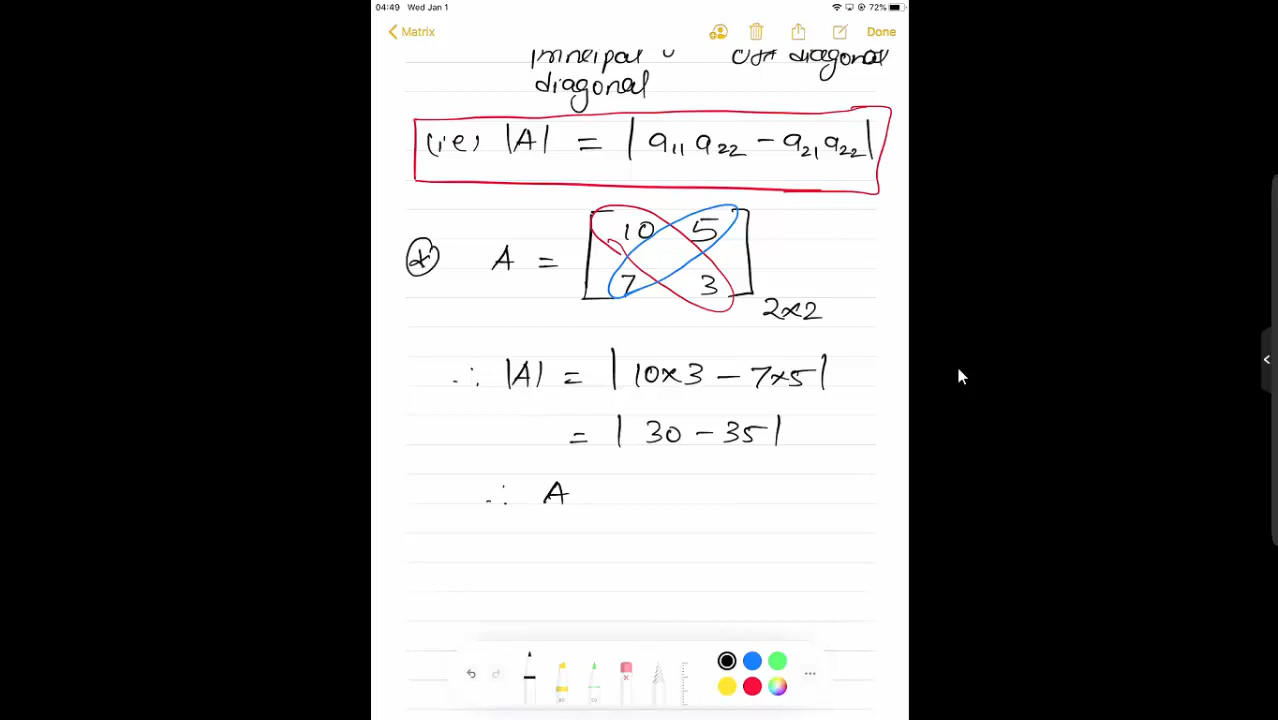 04:49 Wed Jan 1
72%
Matrix
Done
principal
diagonal
diagonal
(ie) |A| = | a₁₁ a₂₂ − a₂₁ a₂₂ |
A = [ 10 5
7 3 ] 2×2
∴ |A| = | 10×3 − 7×5 |
= | 30 − 35 |
∴ A